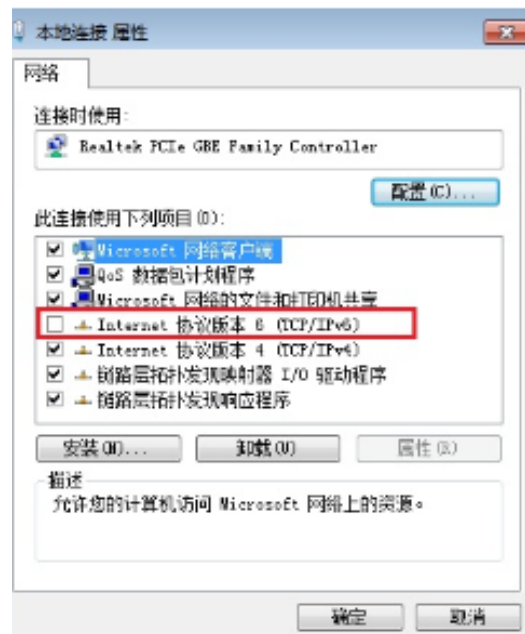 本地连接 属性
网络
连接时使用:
Realtek PCIe GBE Family Controller
配置(C)...
此连接使用下列项目(O):
Microsoft 网络客户端
QoS 数据包计划程序
Microsoft 网络的文件和打印机共享
Internet 协议版本 6 (TCP/IPv6)
Internet 协议版本 4 (TCP/IPv4)
链路层拓扑发现映射器 I/O 驱动程序
链路层拓扑发现响应程序
安装(N)... 卸载(U) 属性(R)
描述
允许您的计算机访问 Microsoft 网络上的资源。
确定 取消